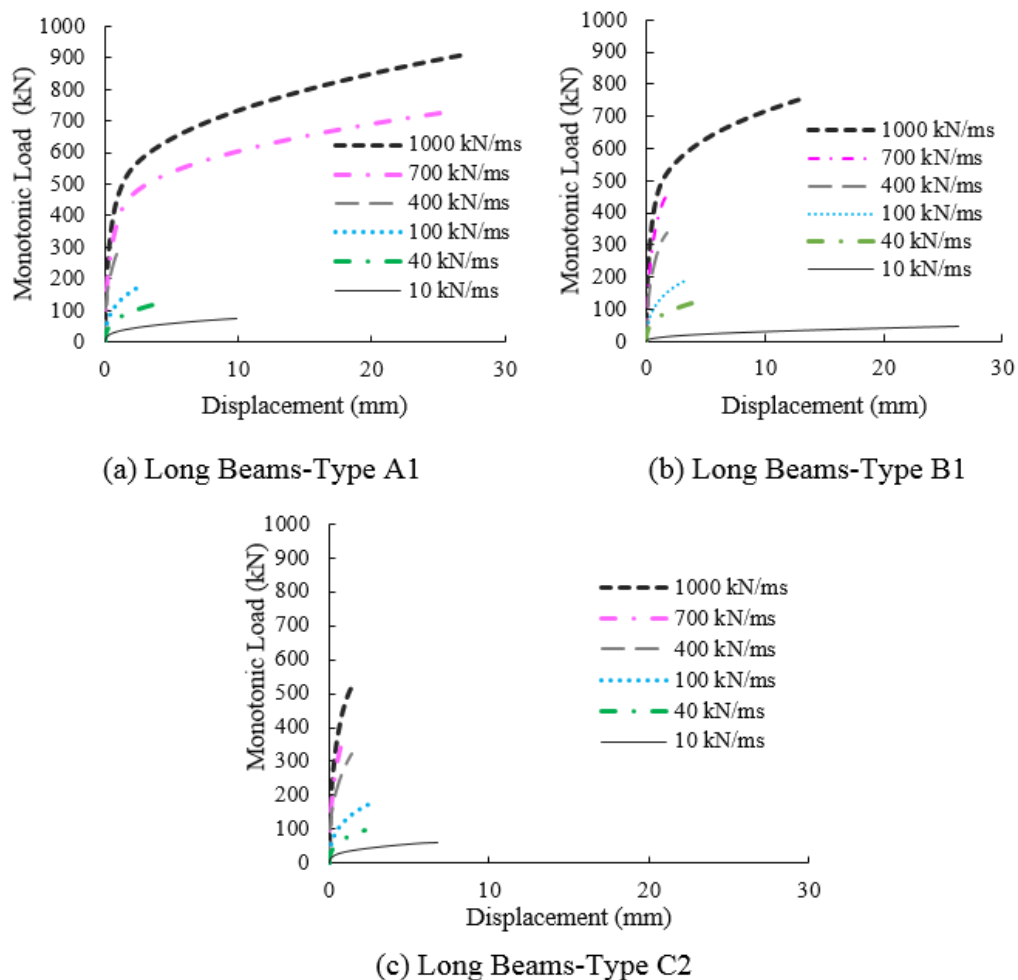 1000
900
800
700
600
500
400
300
200
100
0
Monotonic Load (kN)
1000 kN/ms
700 kN/ms
400 kN/ms
100 kN/ms
40 kN/ms
10 kN/ms
0 10 20 30
Displacement (mm)
(a) Long Beams-Type A1
1000
900
800
700
600
500
400
300
200
100
0
Monotonic Load (kN)
1000 kN/ms
700 kN/ms
400 kN/ms
100 kN/ms
40 kN/ms
10 kN/ms
0 10 20 30
Displacement (mm)
(b) Long Beams-Type B1
1000
900
800
700
600
500
400
300
200
100
0
Monotonic Load (kN)
1000 kN/ms
700 kN/ms
400 kN/ms
100 kN/ms
40 kN/ms
10 kN/ms
0 10 20 30
Displacement (mm)
(c) Long Beams-Type C2